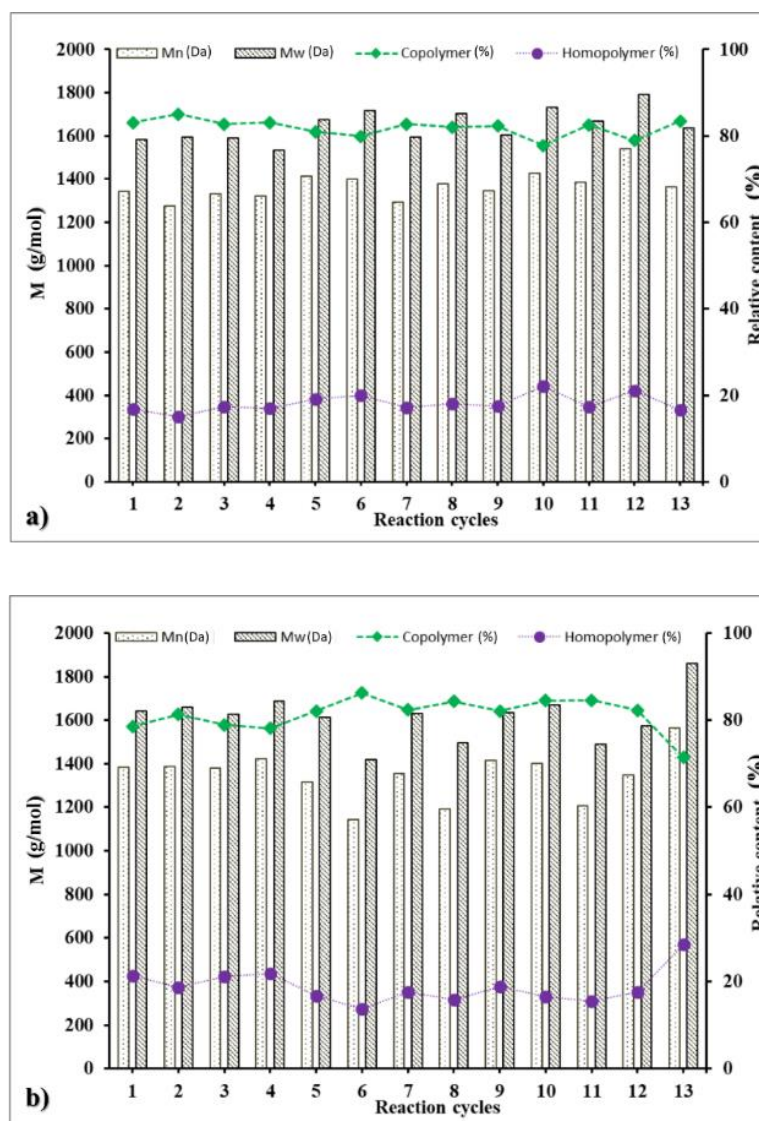 Mn (Da) Mw (Da) Copolymer (%) Homopolymer (%)
2000 100
1800
1600 80
1400
1200 60
1000
800 40
600
400 20
200
0 0
M (g/mol)
Relative content (%)
1 2 3 4 5 6 7 8 9 10 11 12 13
Reaction cycles
a)
Mn(Da) Mw(Da) Copolymer (%) Homopolymer (%)
2000 100
1800
1600 80
1400
1200 60
1000
800 40
600
400 20
200
0 0
M (g/mol)
Relative content (%)
1 2 3 4 5 6 7 8 9 10 11 12 13
Reaction cycles
b)